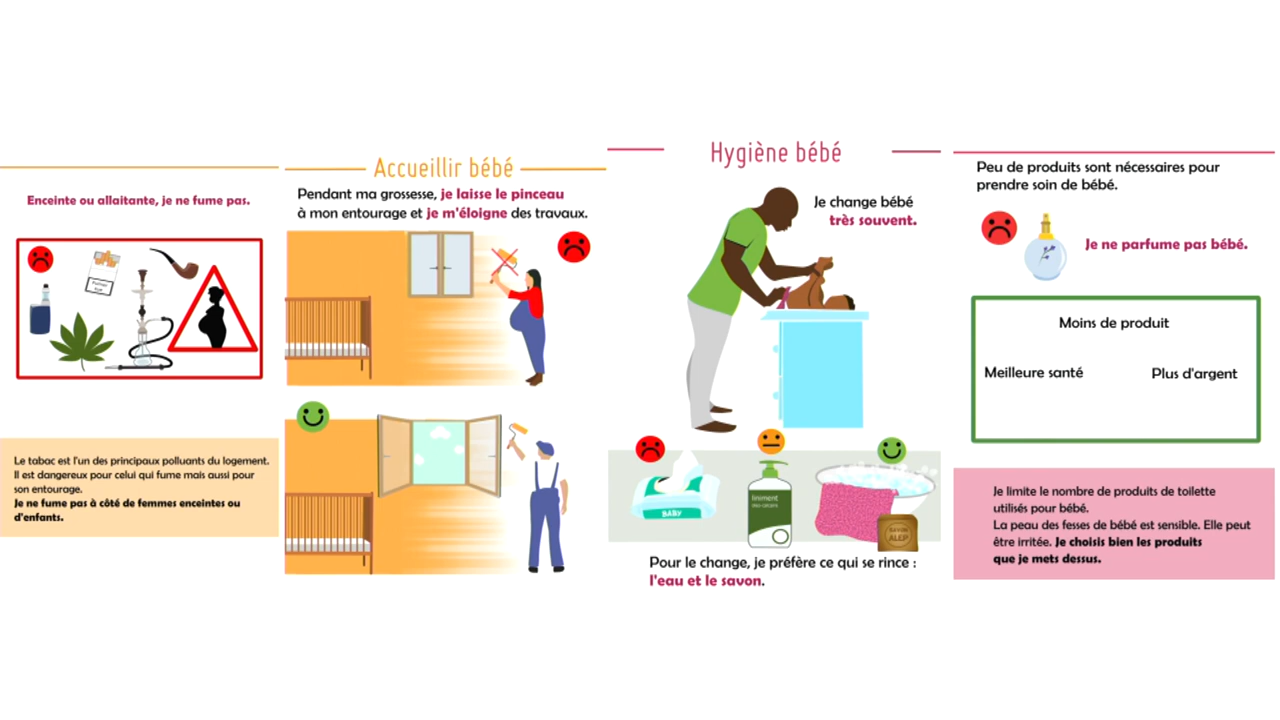 Enceinte ou allaitante, je ne fume pas.
Le tabac est l'un des principaux polluants du logement.
Il est dangereux pour celui qui fume mais aussi pour
son entourage.
Je ne fume pas à côté de femmes enceintes ou
d'enfants.
Accueillir bébé
Pendant ma grossesse, je laisse le pinceau
à mon entourage et je m'éloigne des travaux.
Hygiène bébé
Je change bébé
très souvent.
BABY
liniment
SAVON
ALEP
Pour le change, je préfère ce qui se rince :
l'eau et le savon.
Peu de produits sont nécessaires pour
prendre soin de bébé.
Je ne parfume pas bébé.
Moins de produit
Meilleure santé
Plus d'argent
Je limite le nombre de produits de toilette
utilisés pour bébé.
La peau des fesses de bébé est sensible. Elle peut
être irritée. Je choisis bien les produits
que je mets dessus.